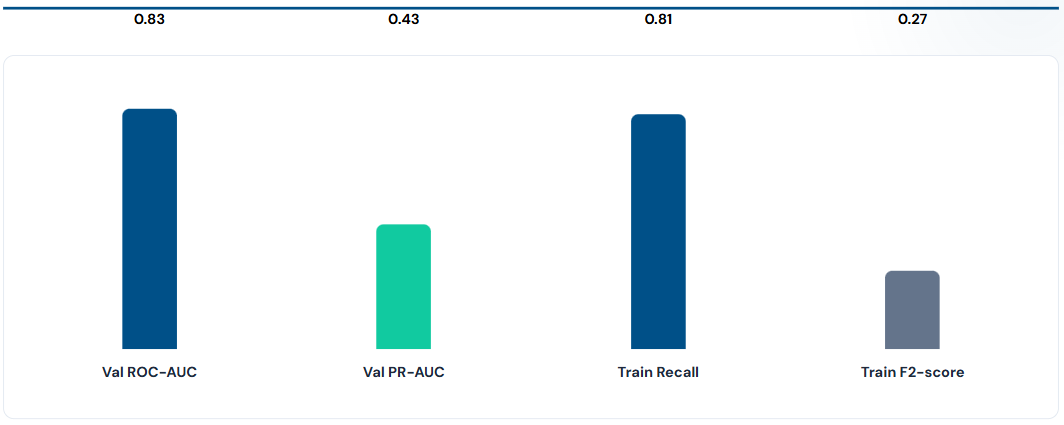 0.83 0.43 0.81 0.27
Val ROC-AUC Val PR-AUC Train Recall Train F2-score